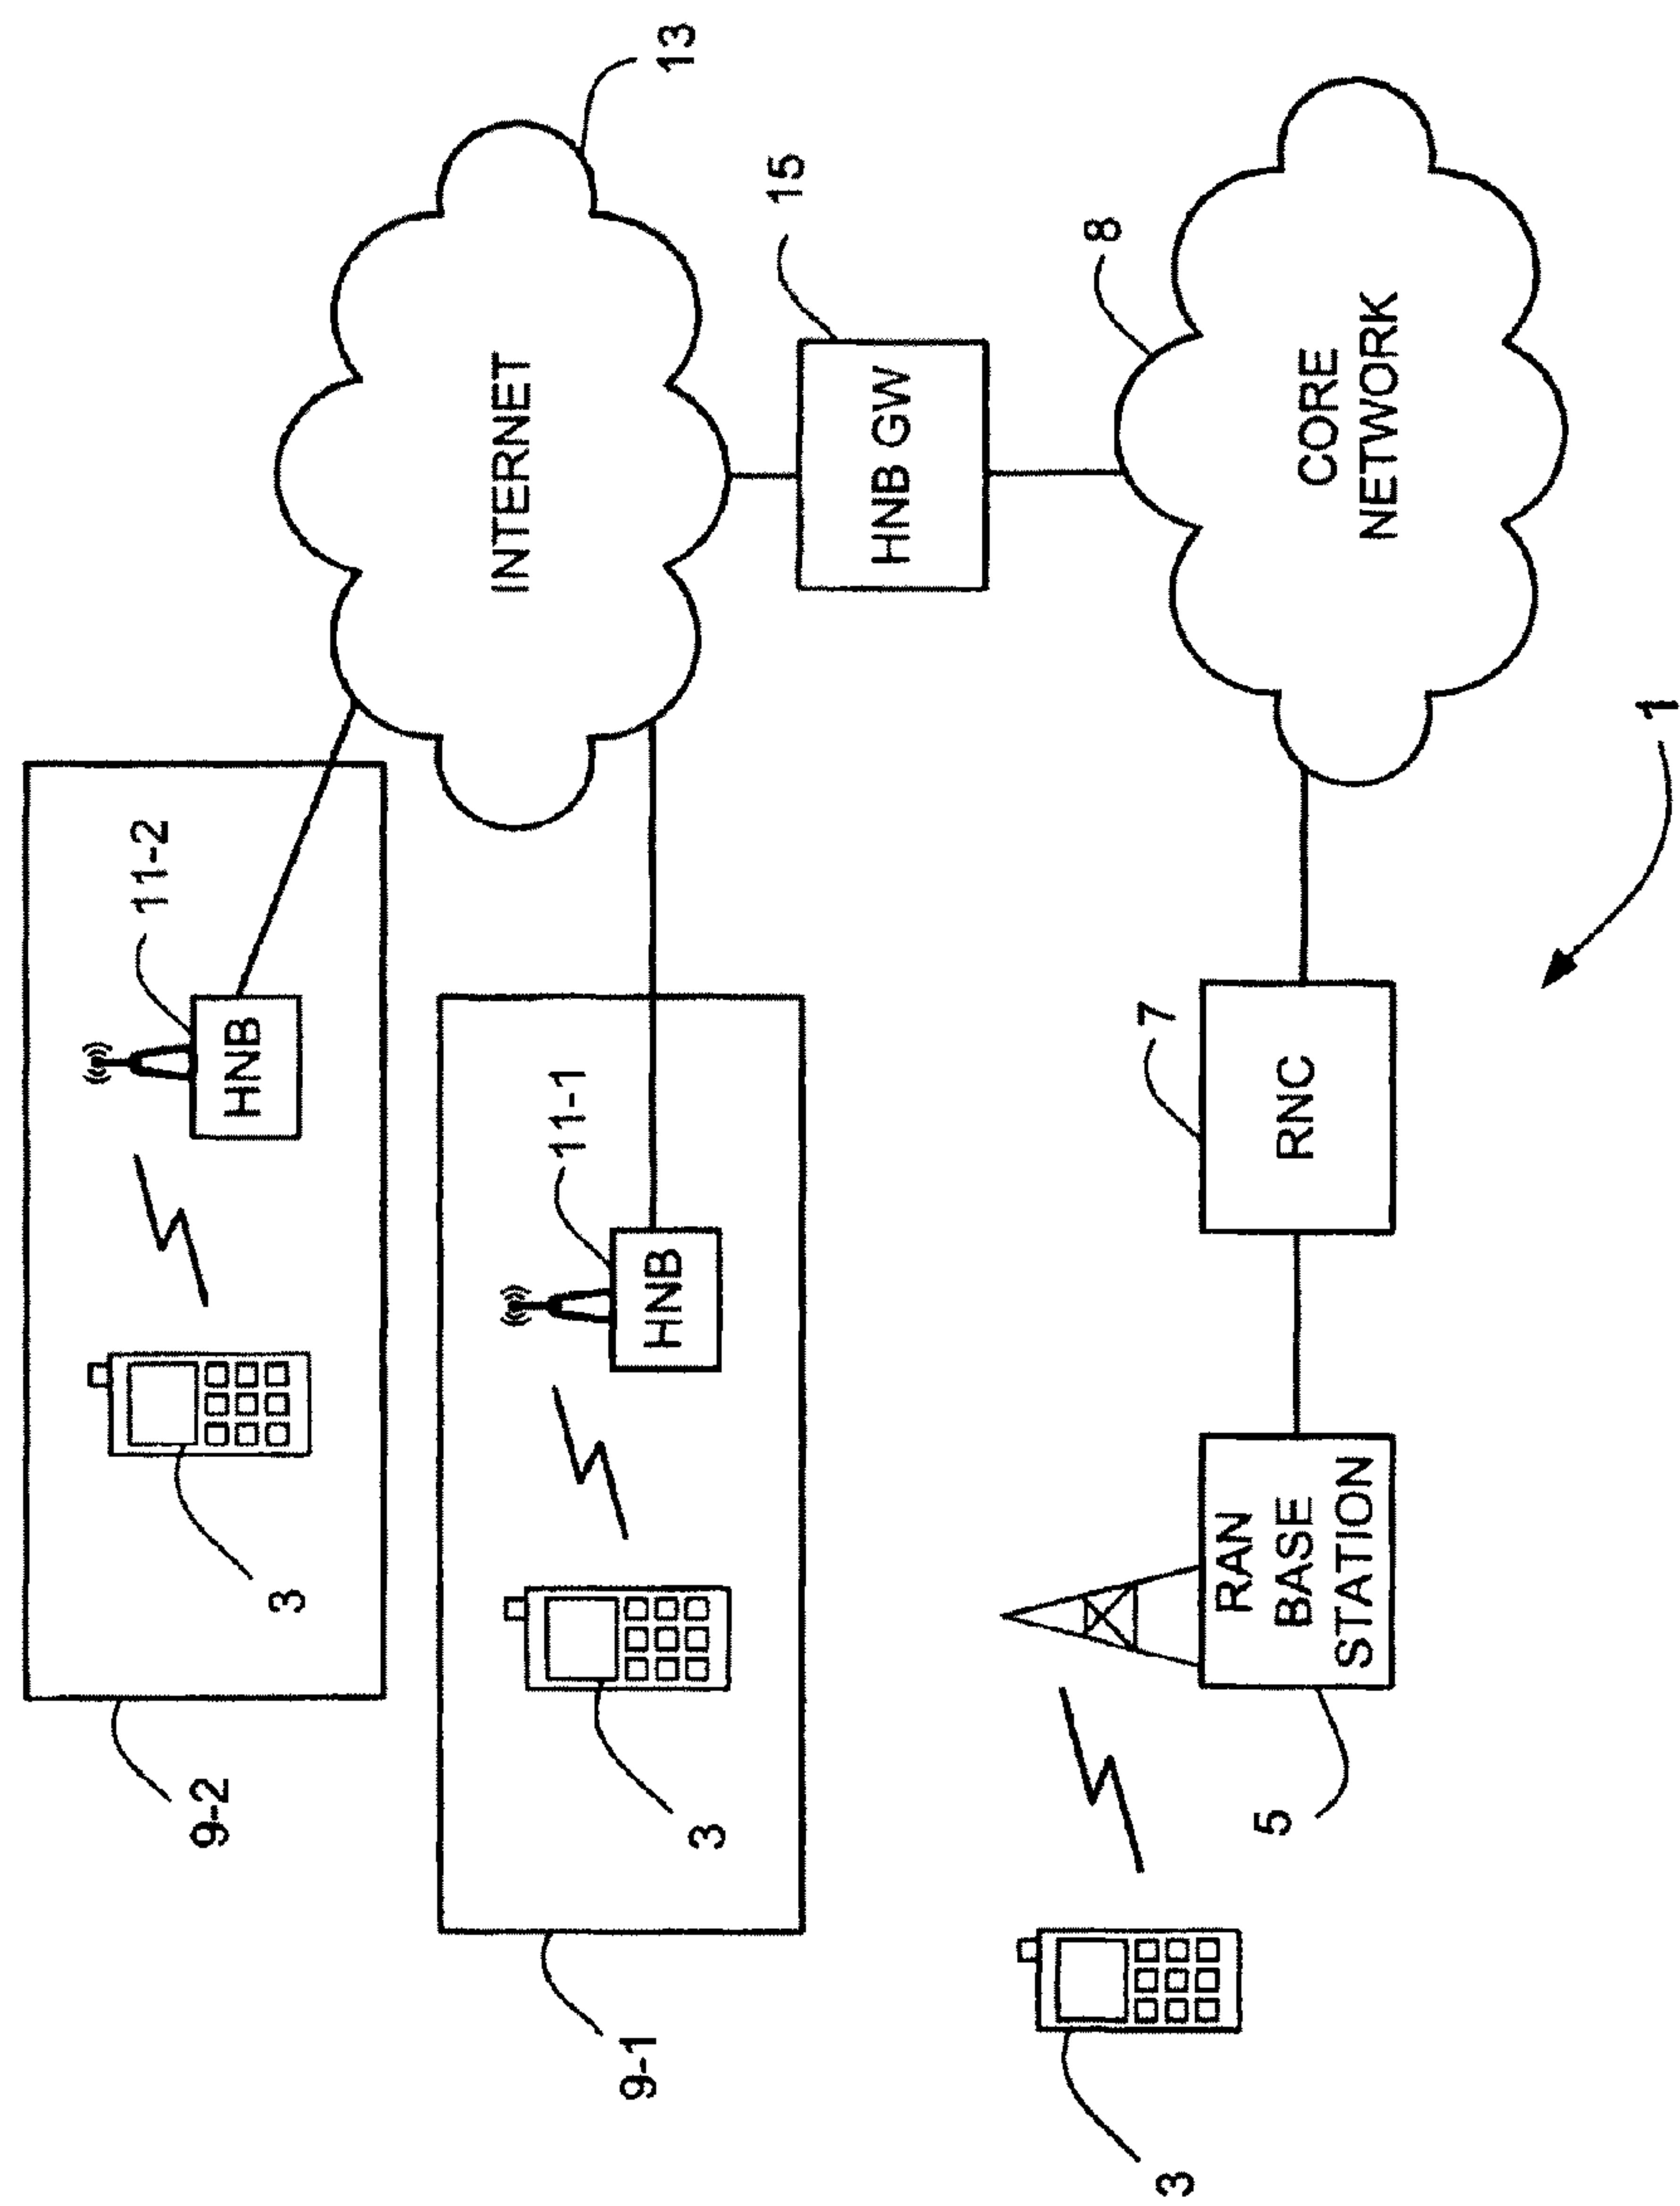 9-2
3
HNB
11-2
9-1
3
HNB
11-1
INTERNET
13
HNB GW
15
3
RAN
BASE
STATION
5
RNC
7
CORE
NETWORK
8
1